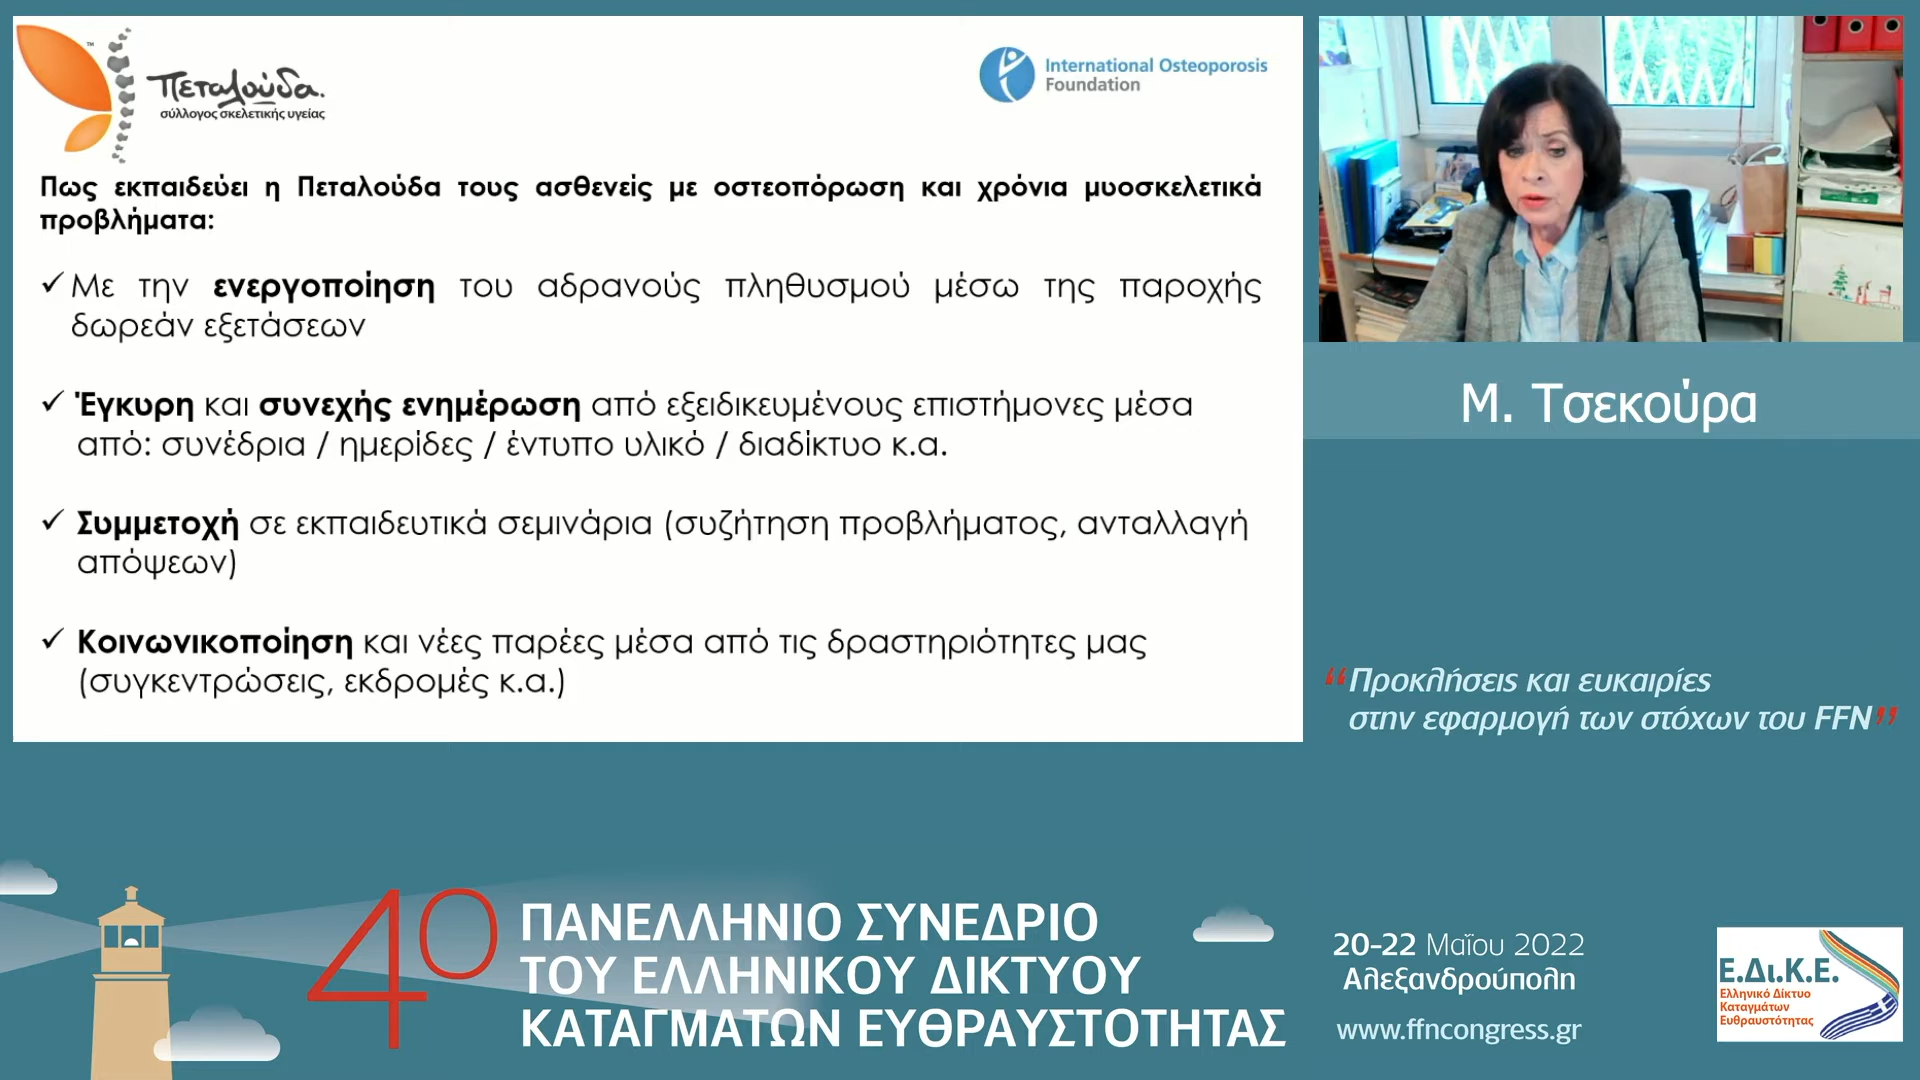 ™
Πεταλούδα.
σύλλογος σκελετικής υγείας
International Osteoporosis
Foundation
Πως εκπαιδεύει η Πεταλούδα τους ασθενείς με οστεοπόρωση και χρόνια μυοσκελετικά
προβλήματα:
✓ Με την ενεργοποίηση του αδρανούς πληθυσμού μέσω της παροχής
δωρεάν εξετάσεων
✓ Έγκυρη και συνεχής ενημέρωση από εξειδικευμένους επιστήμονες μέσα
από: συνέδρια / ημερίδες / έντυπο υλικό / διαδίκτυο κ.α.
✓ Συμμετοχή σε εκπαιδευτικά σεμινάρια (συζήτηση προβλήματος, ανταλλαγή
απόψεων)
✓ Κοινωνικοποίηση και νέες παρέες μέσα από τις δραστηριότητες μας
(συγκεντρώσεις, εκδρομές κ.α.)
Μ. Τσεκούρα
“Προκλήσεις και ευκαιρίες
στην εφαρμογή των στόχων του FFN”
4ο
ΠΑΝΕΛΛΗΝΙΟ ΣΥΝΕΔΡΙΟ
ΤΟΥ ΕΛΛΗΝΙΚΟΥ ΔΙΚΤΥΟΥ
ΚΑΤΑΓΜΑΤΩΝ ΕΥΘΡΑΥΣΤΟΤΗΤΑΣ
20-22 Μαΐου 2022
Αλεξανδρούπολη
www.ffncongress.gr
Ε.Δι.Κ.Ε.
Ελληνικό Δίκτυο
Καταγμάτων
Ευθραυστότητας